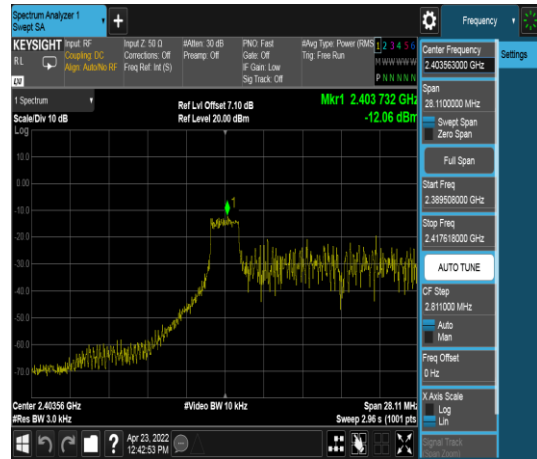 Spectrum Analyzer 1
Swept SA
+
Frequency
KEYSIGHT
RL
LXI
Input: RF
Coupling: DC
Align: Auto/No RF
Input Z: 50 Ω
Corrections: Off
Freq Ref: Int (S)
#Atten: 30 dB
Preamp: Off
PNO: Fast
Gate: Off
IF Gain: Low
Sig Track: Off
#Avg Type: Power (RMS
Trig: Free Run
1 2 3 4 5 6
M W W W W W
P N N N N N
1 Spectrum
Scale/Div 10 dB
Log
Ref Lvl Offset 7.10 dB
Ref Level 20.00 dBm
Mkr1 2.403 732 GHz
-12.06 dBm
10.0
0.00
-10.0
-20.0
-30.0
-40.0
-50.0
-60.0
-70.0
1
Center 2.40356 GHz
#Res BW 3.0 kHz
#Video BW 10 kHz
Span 28.11 MHz
Sweep 2.96 s (1001 pts
?
Apr 23, 2022
12:42:53 PM
Center Frequency
2.403563000 GHz
Span
28.1100000 MHz
Swept Span
Zero Span
Full Span
Start Freq
2.389508000 GHz
Stop Freq
2.417618000 GHz
AUTO TUNE
CF Step
2.811000 MHz
Auto
Man
Freq Offset
0 Hz
X Axis Scale
Log
Lin
Signal Track
(Span Zoom)
Settings